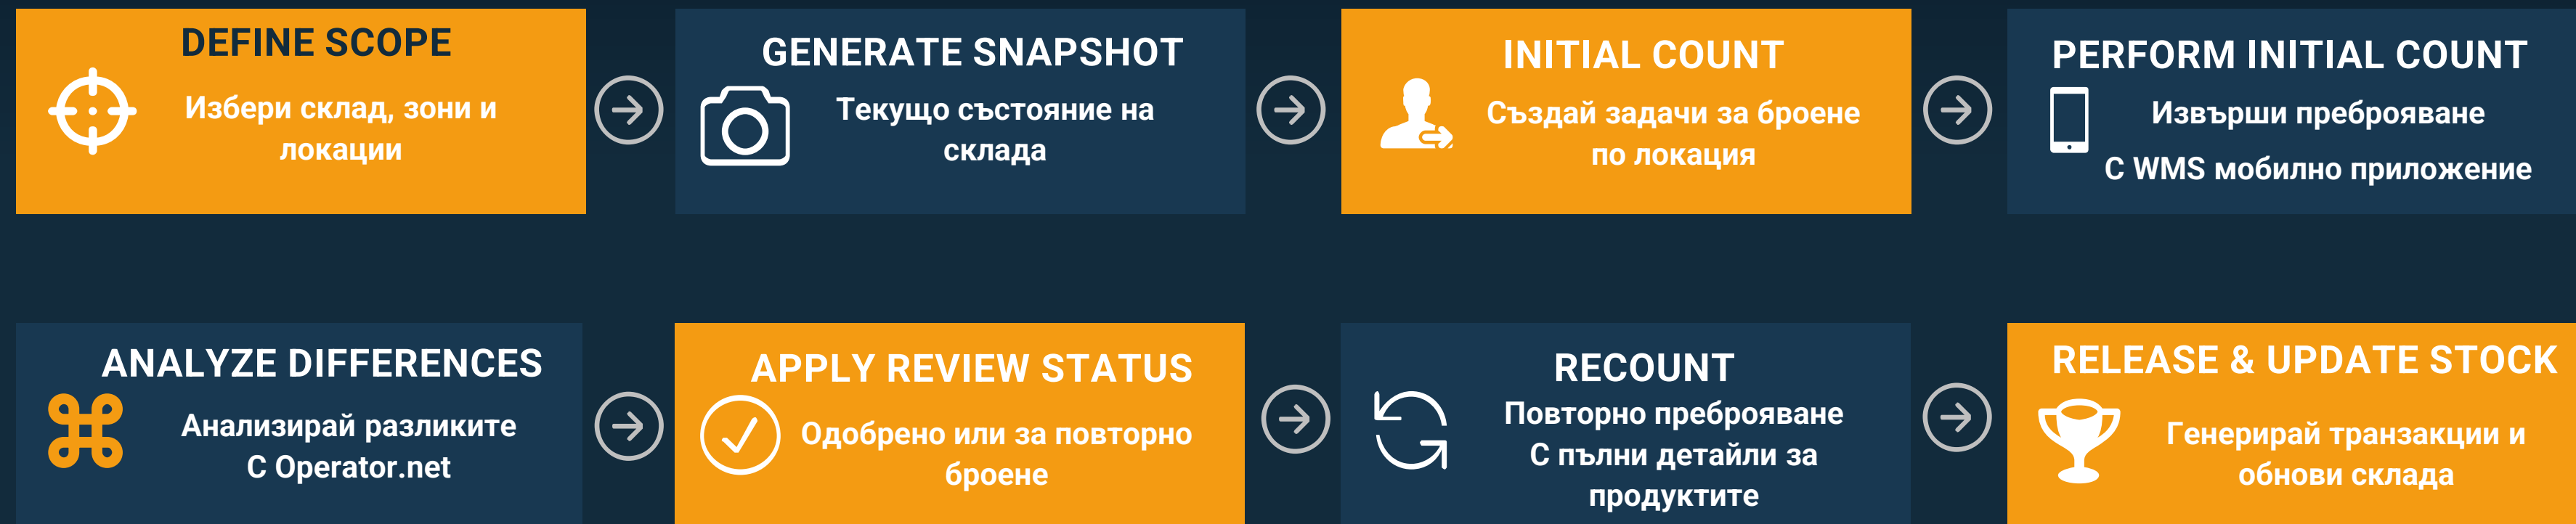 DEFINE SCOPE
Избери склад, зони и
локации
GENERATE SNAPSHOT
Текущо състояние на
склада
INITIAL COUNT
Създай задачи за броене
по локация
PERFORM INITIAL COUNT
Извърши преброяване
С WMS мобилно приложение
ANALYZE DIFFERENCES
Анализирай разликите
С Operator.net
APPLY REVIEW STATUS
Одобрено или за повторно
броене
RECOUNT
Повторно преброяване
С пълни детайли за
продуктите
RELEASE & UPDATE STOCK
Генерирай транзакции и
обнови склада